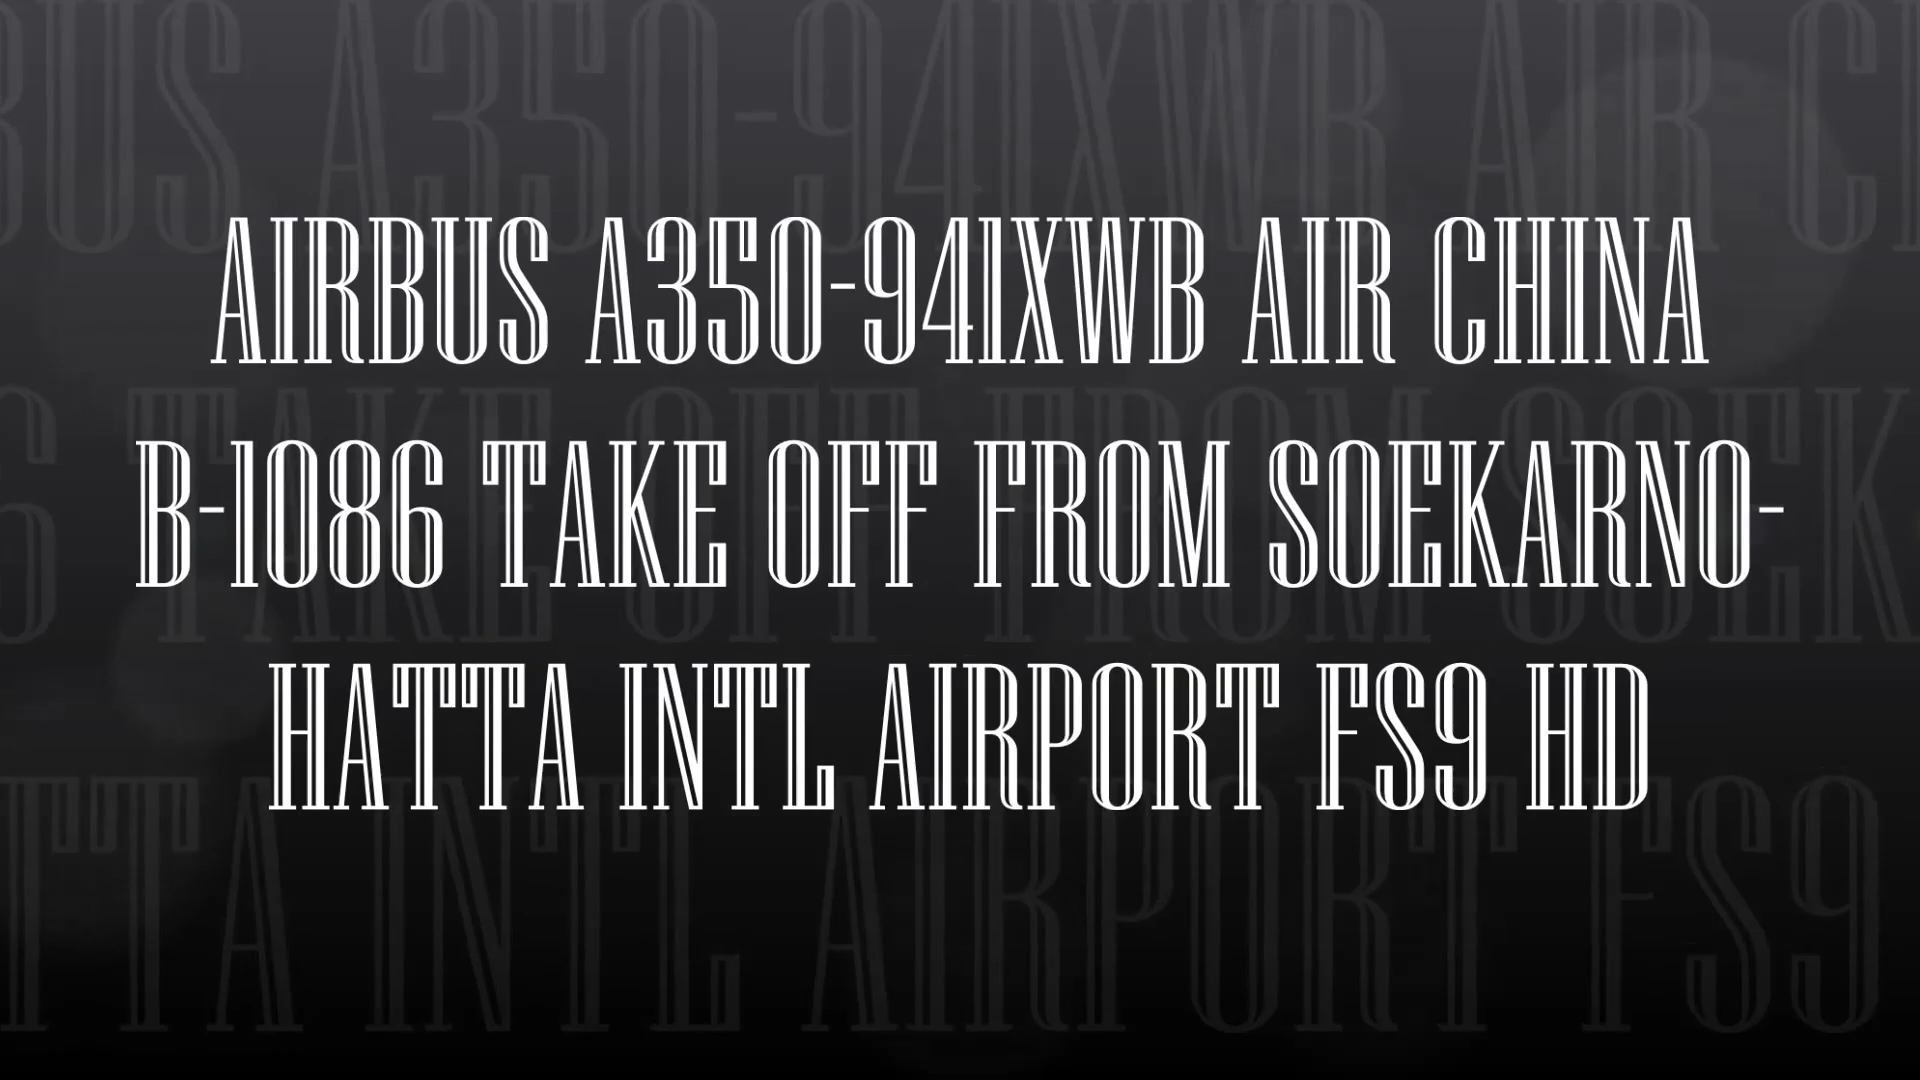 AIRBUS A350-941XWB AIR CHINA
B-1086 TAKE OFF FROM SOEKARNO-
HATTA INTL AIRPORT FS9 HD